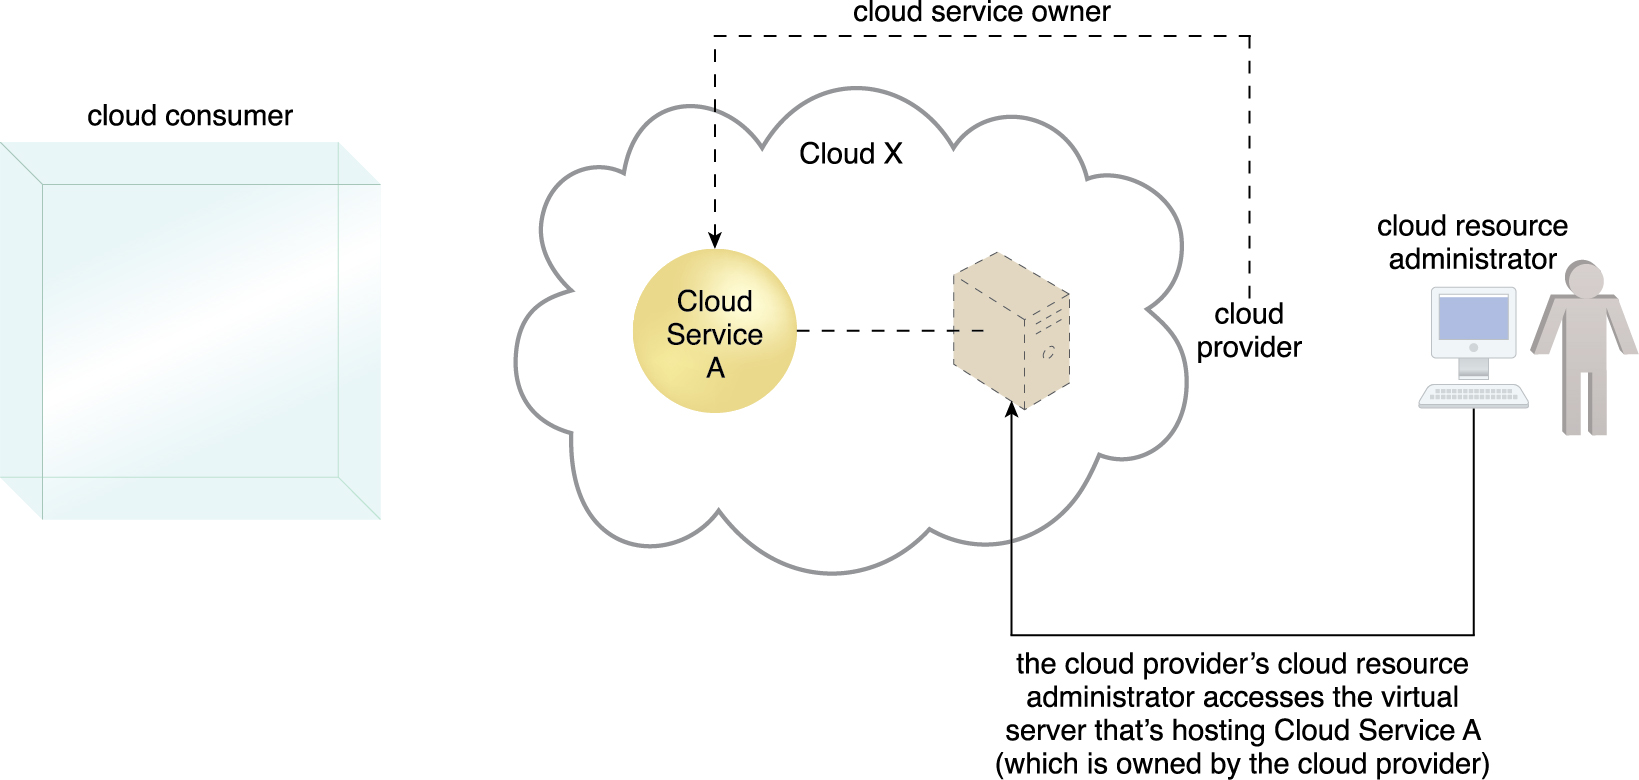 cloud service owner
cloud consumer
Cloud X
cloud resource
administrator
Cloud
Service
A
cloud
provider
the cloud provider’s cloud resource
administrator accesses the virtual
server that’s hosting Cloud Service A
(which is owned by the cloud provider)